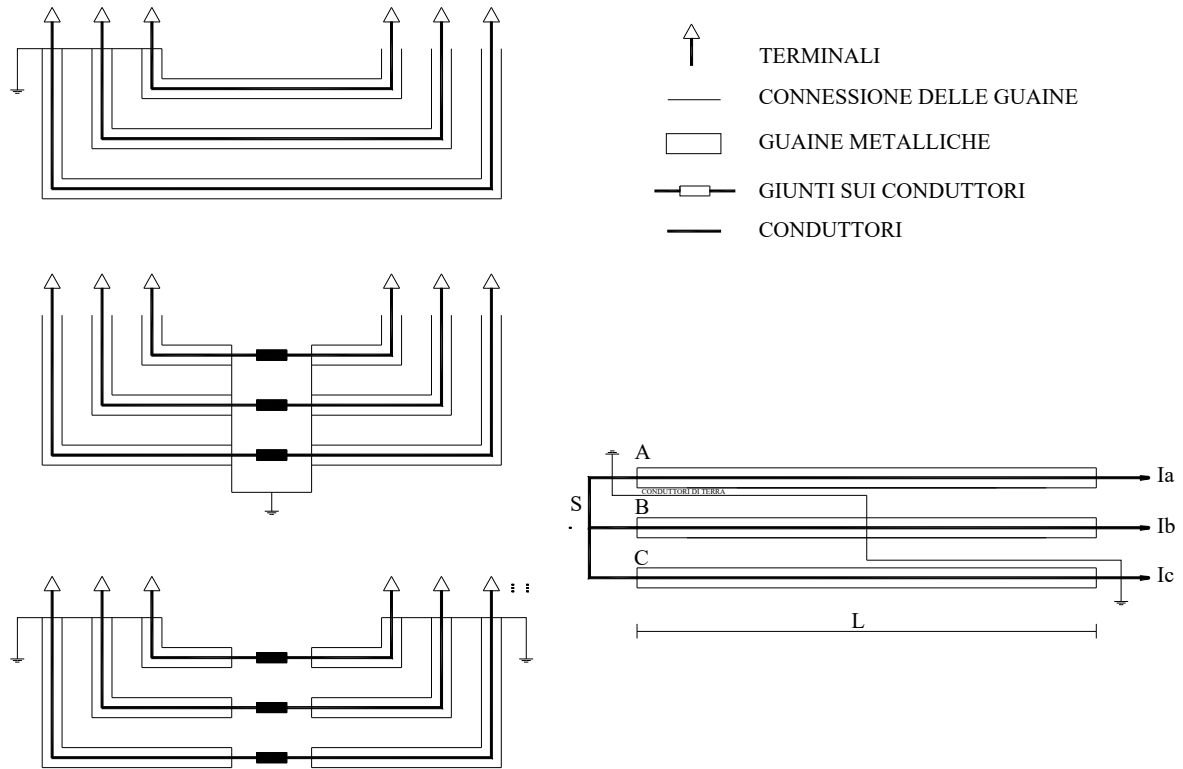 TERMINALI
CONNESSIONE DELLE GUAINE
GUAINE METALLICHE
GIUNTI SUI CONDUTTORI
CONDUTTORI
A
Ia
CONDUTTORI DI TERRA
S
B
Ib
C
Ic
L